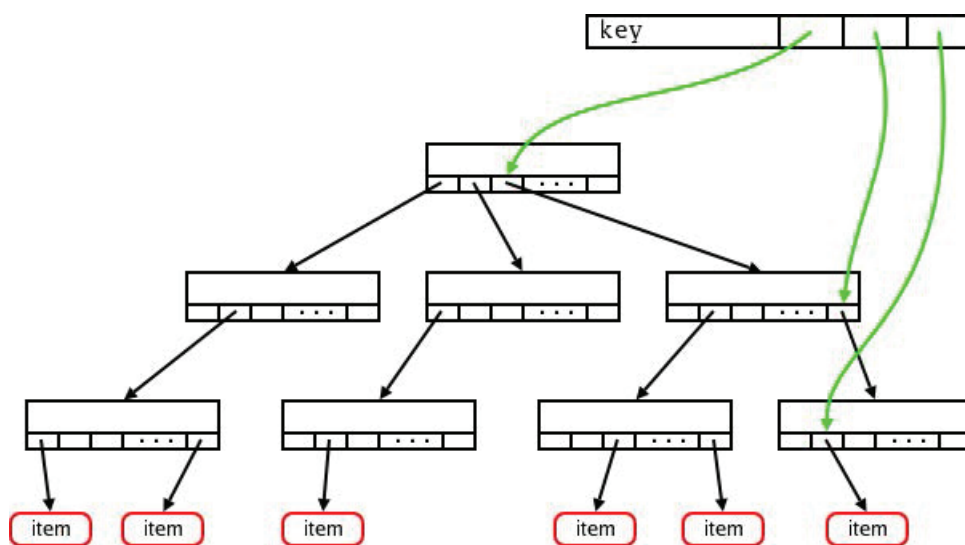 key
. . .
. . .
. . .
. . .
. . .
. . .
. . .
. . .
item
item
item
item
item
item